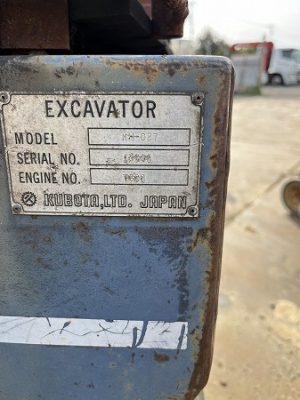 EXCAVATOR
MODEL
SERIAL NO.
ENGINE NO.
KUBOTA, LTD. JAPAN